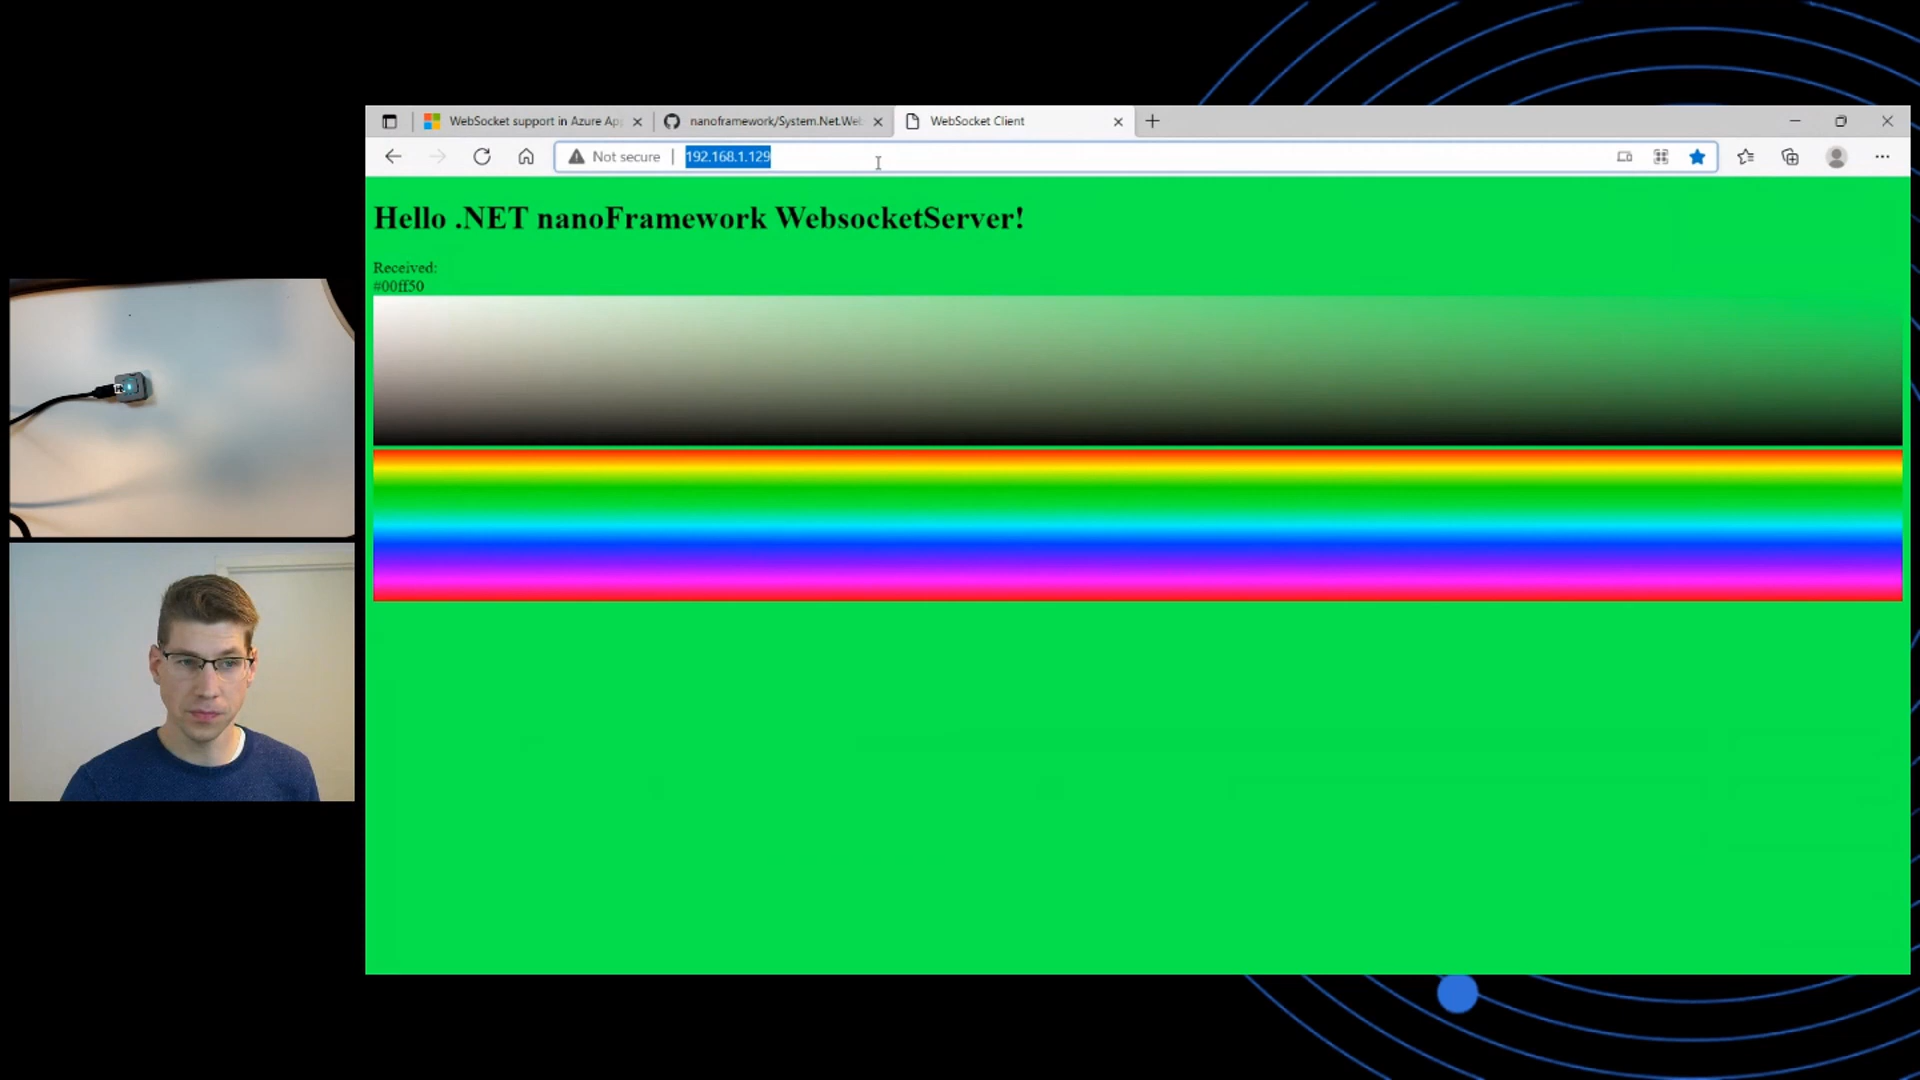 WebSocket support in Azure Ap
nanoframework/System.Net.Web
WebSocket Client
Not secure
192.168.1.129
Hello .NET nanoFramework WebsocketServer!
Received:
#00ff50